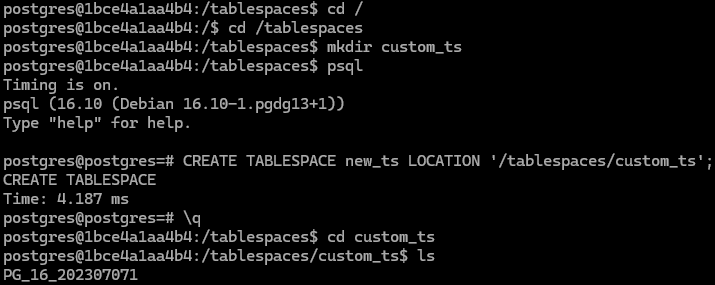 postgres@1bce4a1aa4b4:/tablespaces$ cd /
postgres@1bce4a1aa4b4:/$ cd /tablespaces
postgres@1bce4a1aa4b4:/tablespaces$ mkdir custom_ts
postgres@1bce4a1aa4b4:/tablespaces$ psql
Timing is on.
psql (16.10 (Debian 16.10-1.pgdg13+1))
Type "help" for help.
postgres@postgres=# CREATE TABLESPACE new_ts LOCATION '/tablespaces/custom_ts';
CREATE TABLESPACE
Time: 4.187 ms
postgres@postgres=# \q
postgres@1bce4a1aa4b4:/tablespaces$ cd custom_ts
postgres@1bce4a1aa4b4:/tablespaces/custom_ts$ ls
PG_16_202307071